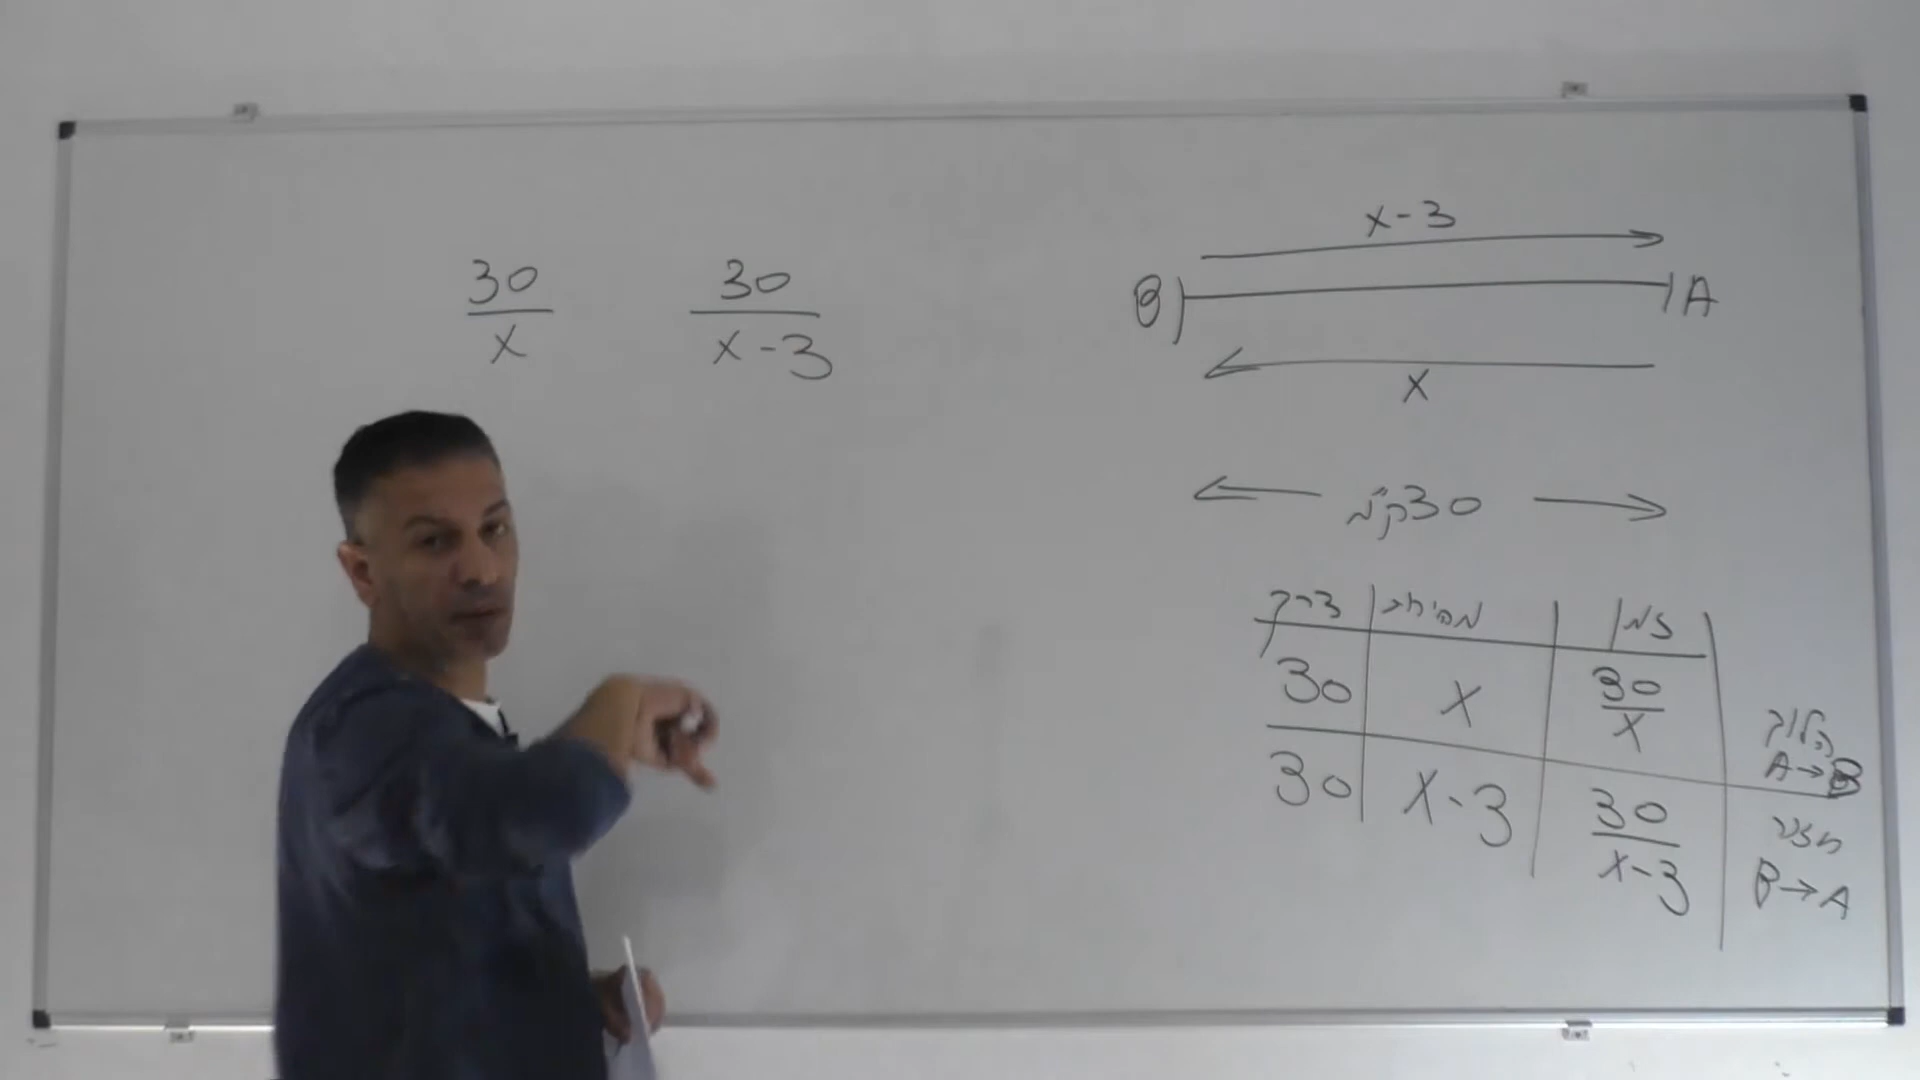 30/x 30/(x-3)
x-3
B A
x
30 ק"מ
זמן מהירות דרך
30 x 30/x הלוך A→B
30 x-3 30/(x-3) חזור B→A